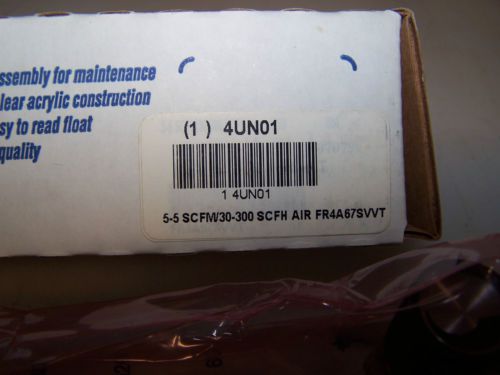 ssembly for maintenance
lear acrylic construction
sy to read float
quality
(1 ) 4UN01
1 4UN01
5-5 SCFM/30-300 SCFH AIR FR4A67SVVT